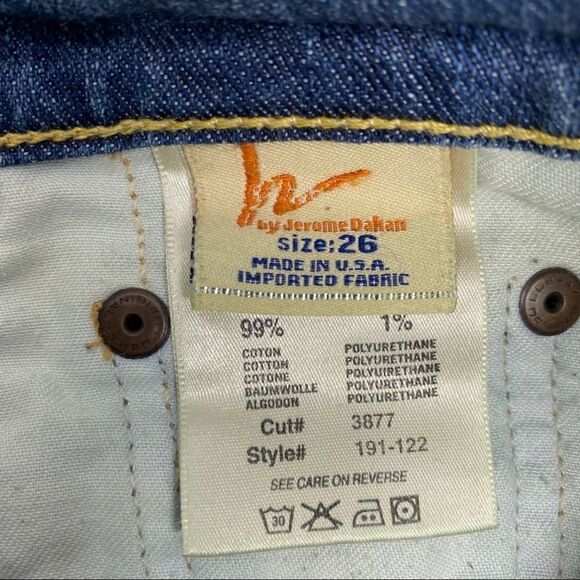 by Jerome Dahan
size:26
MADE IN U.S.A.
IMPORTED FABRIC
99% 1%
COTON POLYURETHANE
COTTON POLYURETHANE
COTONE POLYUIRETHANE
BAUMWOLLE POLYURETHANE
ALGODON POLYURETHANE
Cut# 3877
Style# 191-122
SEE CARE ON REVERSE
30